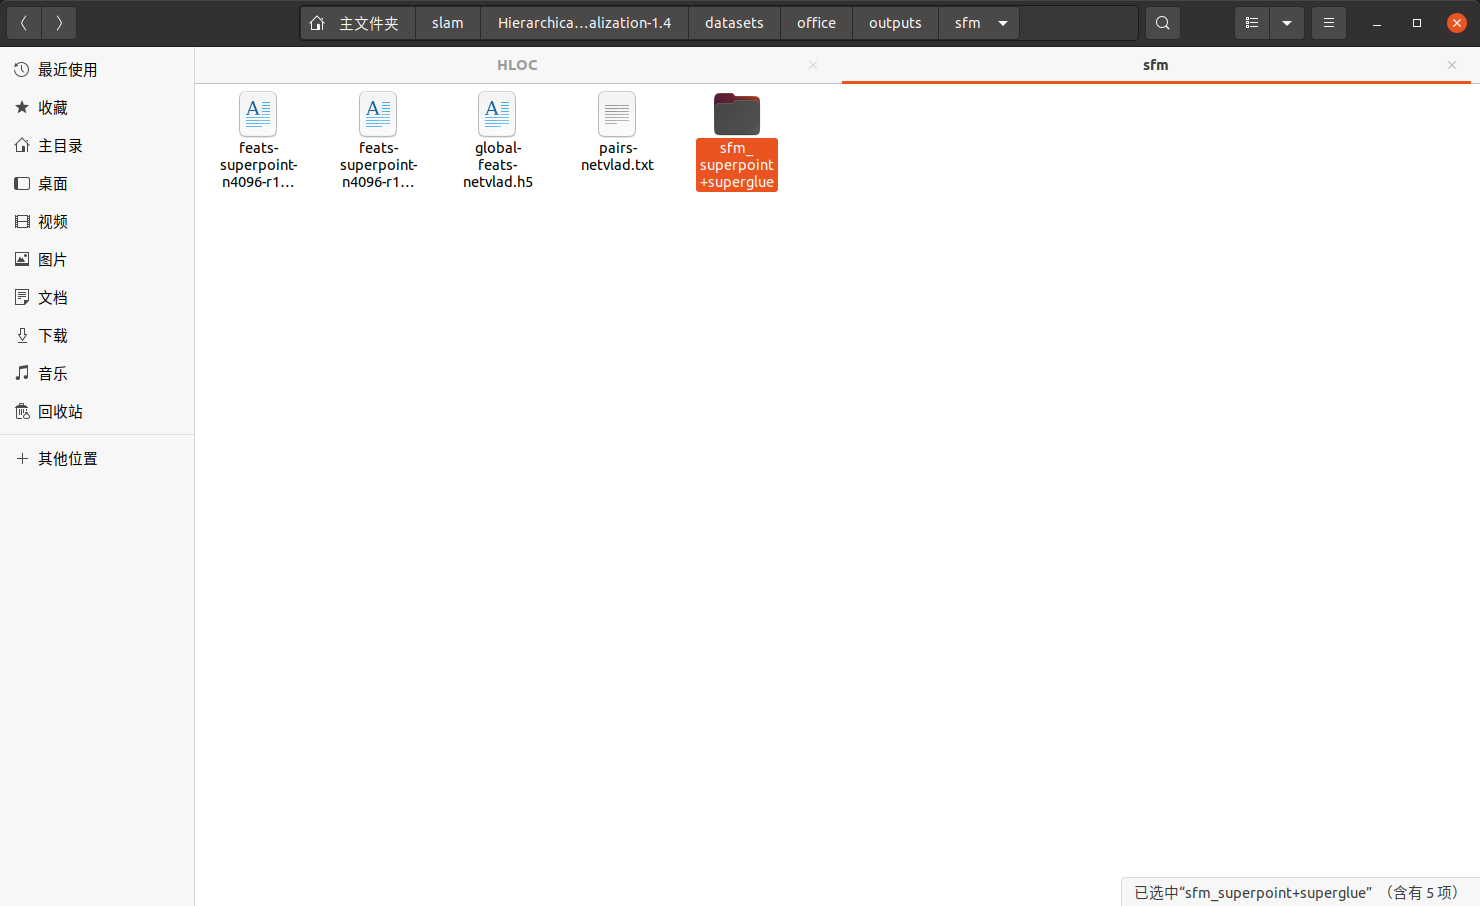 主文件夹
slam
Hierarchica...alization-1.4
datasets
office
outputs
sfm
HLOC
sfm
最近使用
收藏
主目录
桌面
视频
图片
文档
下载
音乐
回收站
其他位置
feats-
superpoint-
n4096-r1...
feats-
superpoint-
n4096-r1...
global-
feats-
netvlad.h5
pairs-
netvlad.txt
sfm_
superpoint
+superglue
已选中“sfm_superpoint+superglue” （含有 5 项）